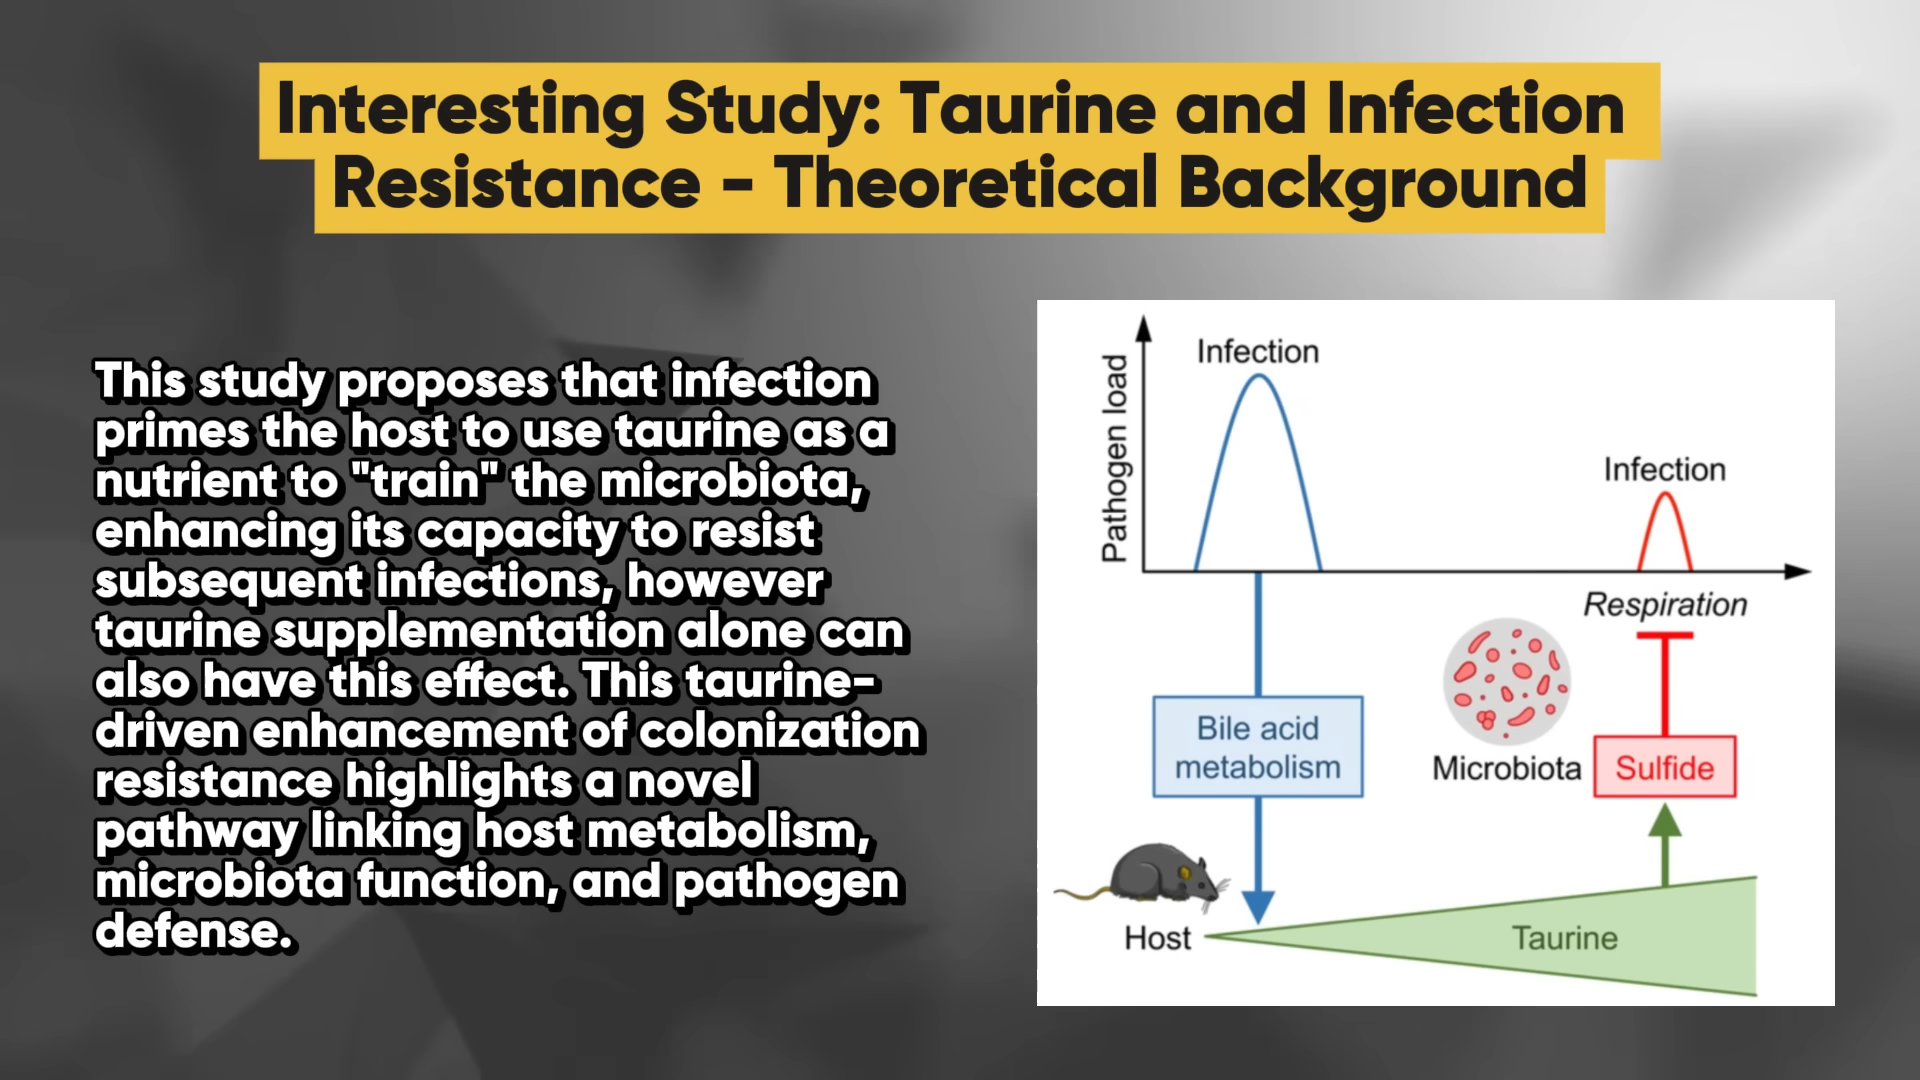 Interesting Study: Taurine and Infection
Resistance - Theoretical Background
This study proposes that infection
primes the host to use taurine as a
nutrient to "train" the microbiota,
enhancing its capacity to resist
subsequent infections, however
taurine supplementation alone can
also have this effect. This taurine-
driven enhancement of colonization
resistance highlights a novel
pathway linking host metabolism,
microbiota function, and pathogen
defense.
Pathogen load
Infection
Infection
Respiration
Bile acid
metabolism
Microbiota
Sulfide
Host
Taurine